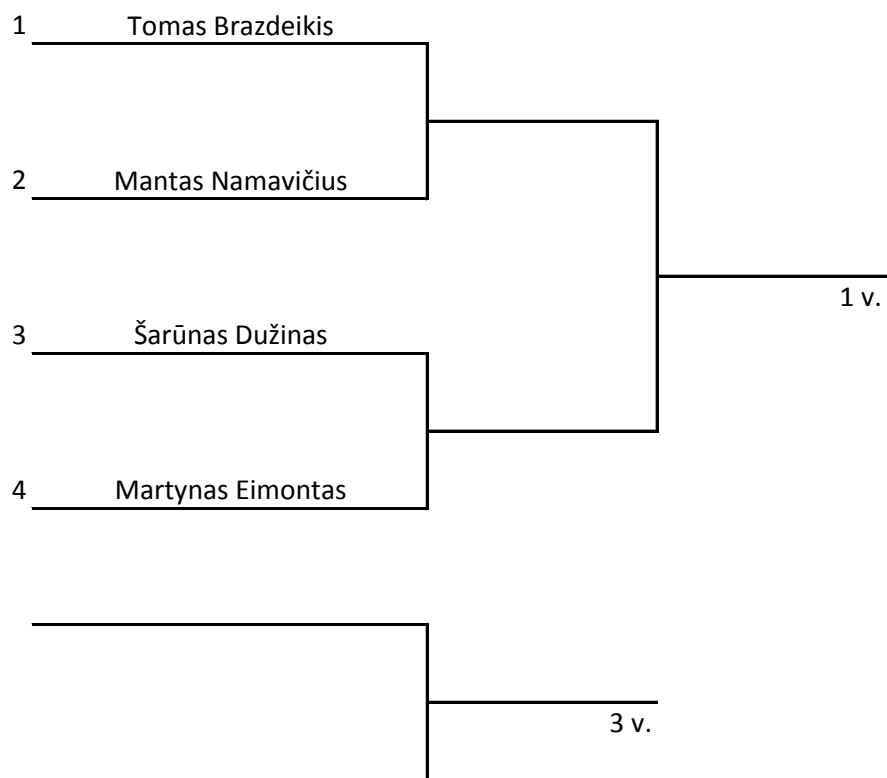 1 Tomas Brazdeikis
2 Mantas Namavičius
1 v.
3 Šarūnas Dužinas
4 Martynas Eimontas
3 v.